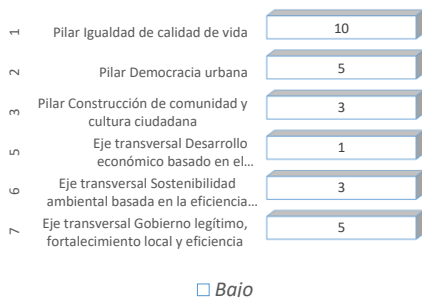 1 Pilar Igualdad de calidad de vida 10
2 Pilar Democracia urbana 5
3 Pilar Construcción de comunidad y
cultura ciudadana 3
5 Eje transversal Desarrollo
económico basado en el... 1
6 Eje transversal Sostenibilidad
ambiental basada en la eficiencia... 3
7 Eje transversal Gobierno legítimo,
fortalecimiento local y eficiencia 5
Bajo